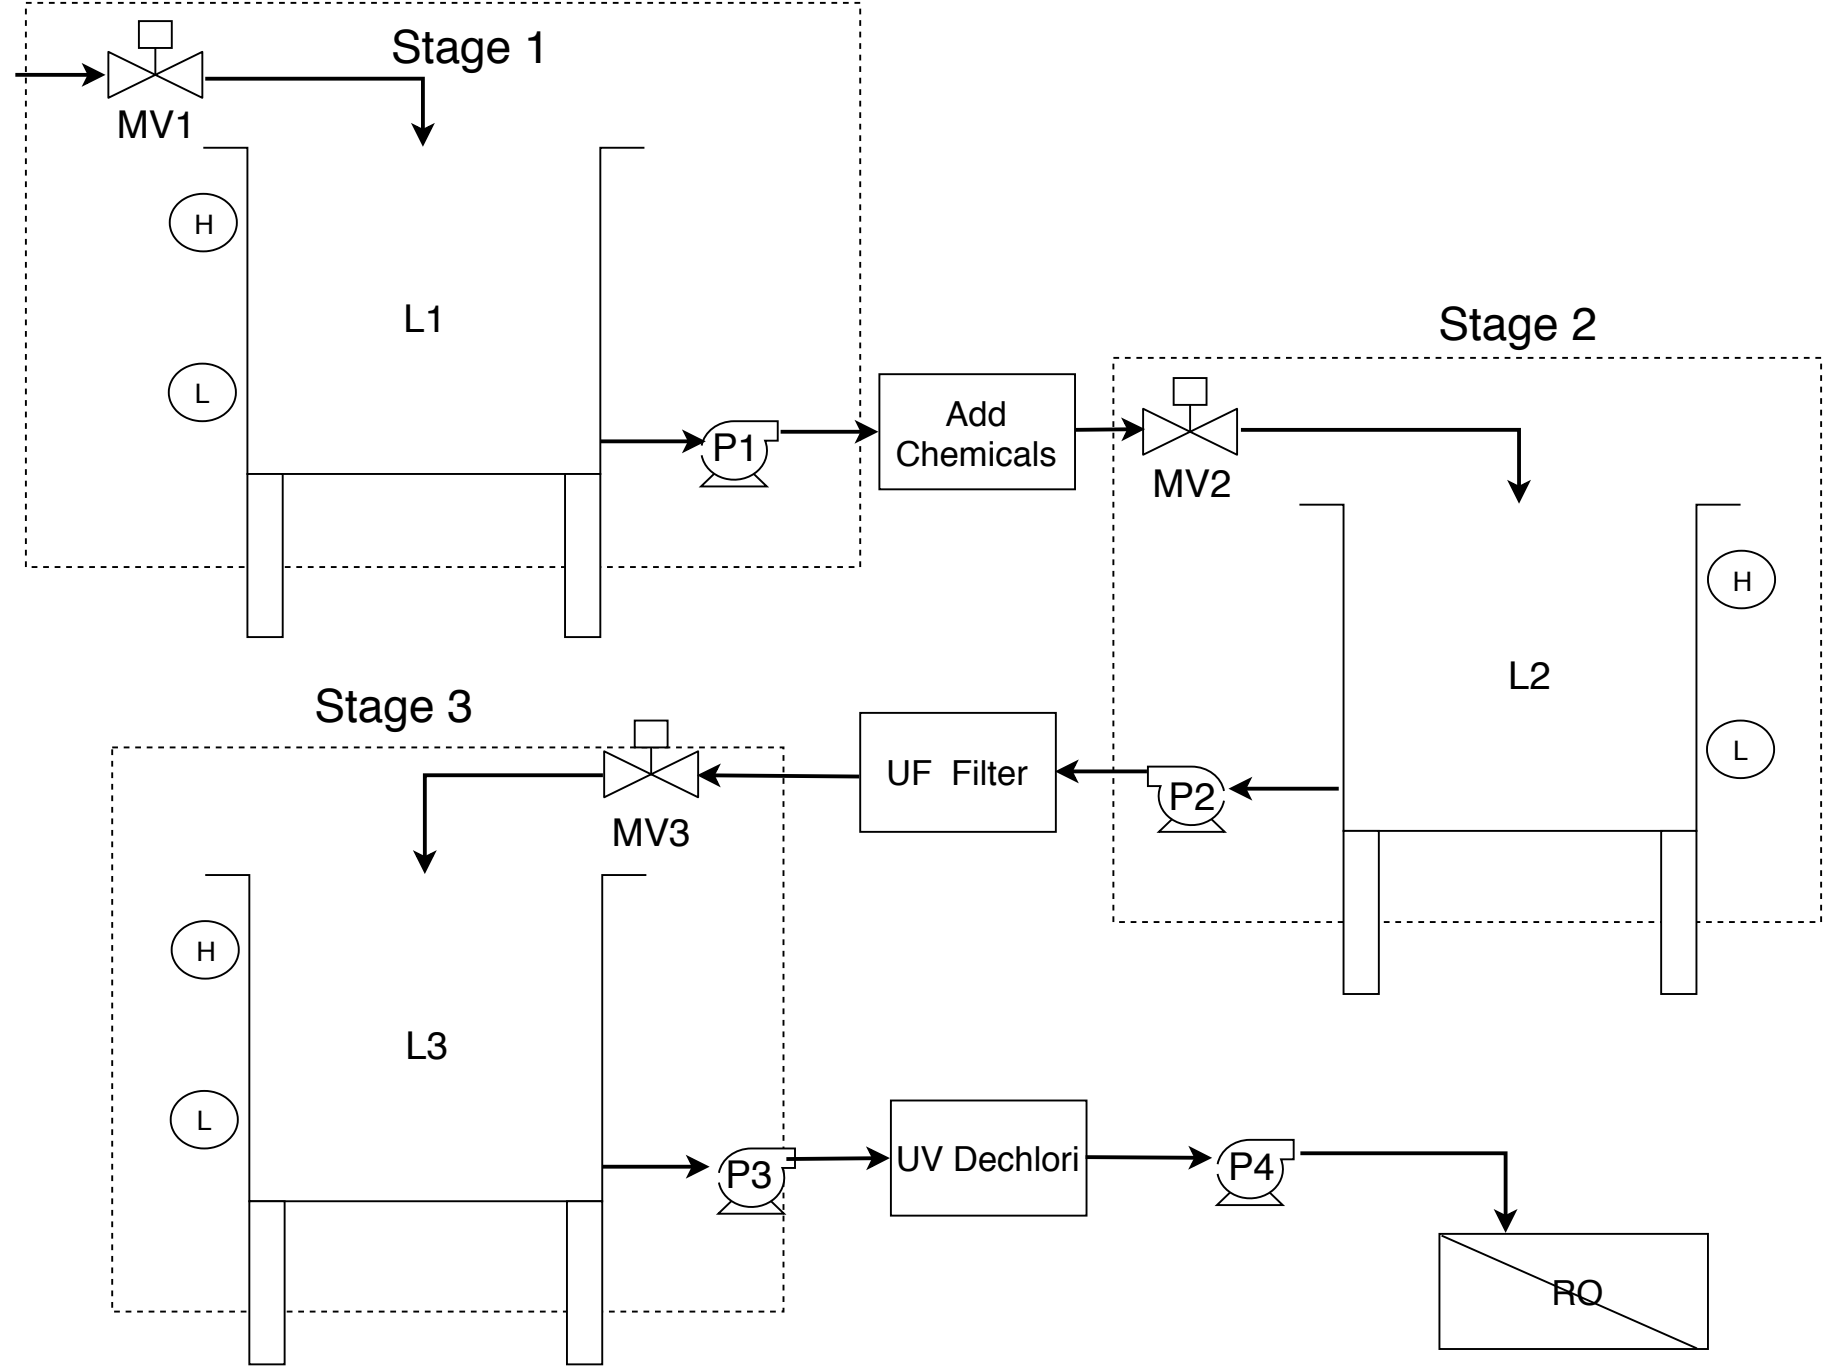 Stage 1
MV1
H
L1
L
P1
Add
Chemicals
Stage 2
MV2
H
L2
L
P2
UF Filter
Stage 3
MV3
H
L3
L
P3
UV Dechlori
P4
RO